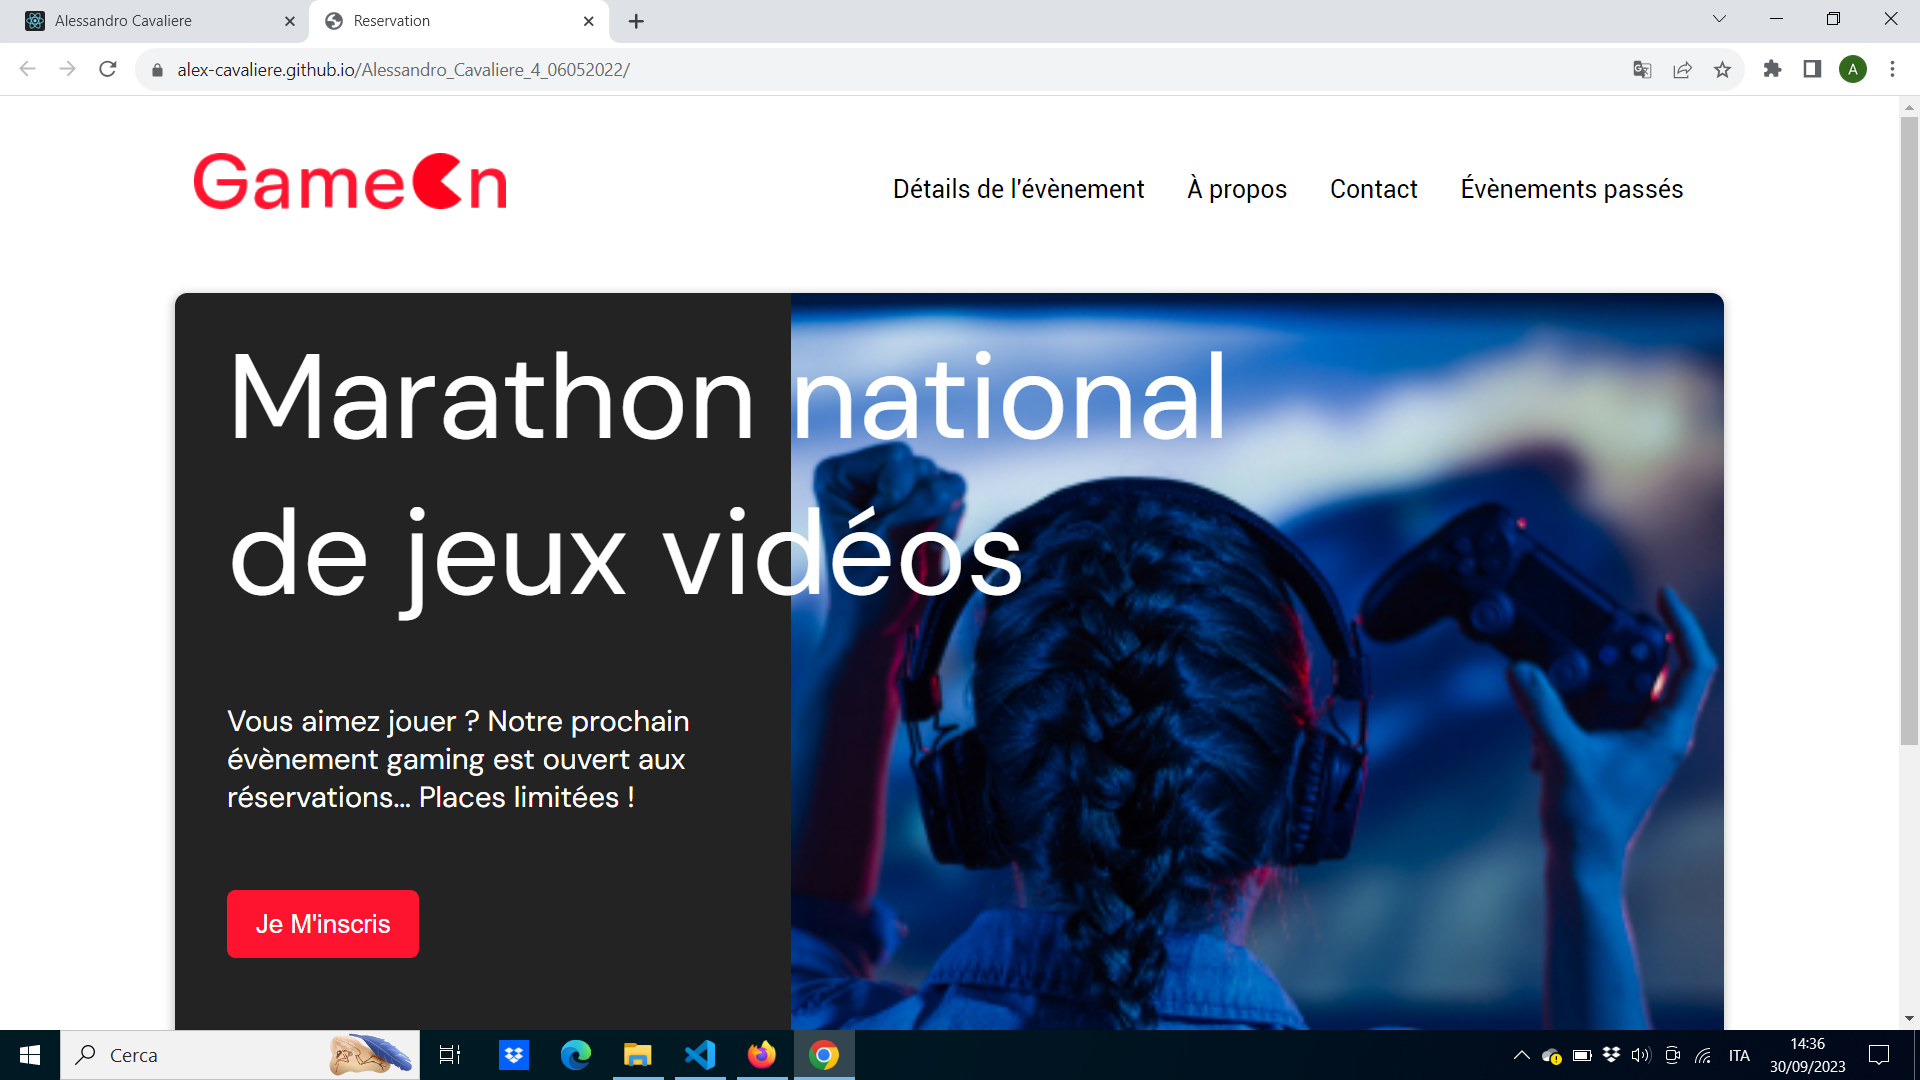 Alessandro Cavaliere
Reservation
alex-cavaliere.github.io/Alessandro_Cavaliere_4_06052022/
A
GameOn
Détails de l'évènement
À propos
Contact
Évènements passés
Marathon national
de jeux vidéos
Vous aimez jouer ? Notre prochain
évènement gaming est ouvert aux
réservations... Places limitées !
Je M'inscris
Cerca
ITA
14:36
30/09/2023